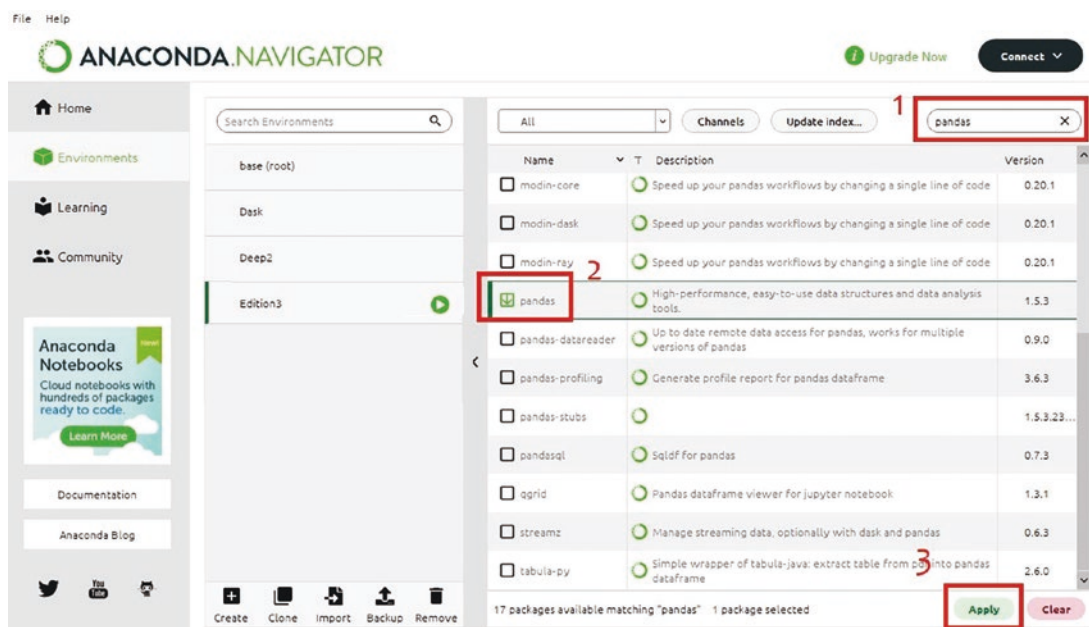 File Help
ANACONDA.NAVIGATOR
i Upgrade Now
Connect
Home
Environments
Learning
Community
Anaconda
Notebooks
New!
Cloud notebooks with
hundreds of packages
ready to code.
Learn More
Documentation
Anaconda Blog
You
Tube
Search Environments
base (root)
Dask
Deep2
Edition3
Create Clone Import Backup Remove
All
Channels
Update index...
1
pandas
Name T Description Version
modin-core Speed up your pandas workflows by changing a single line of code 0.20.1
modin-dask Speed up your pandas workflows by changing a single line of code 0.20.1
modin-ray Speed up your pandas workflows by changing a single line of code 0.20.1
2
pandas High-performance, easy-to-use data structures and data analysis 1.5.3
tools.
pandas-datareader Up to date remote data access for pandas, works for multiple 0.9.0
versions of pandas
pandas-profiling Generate profile report for pandas dataframe 3.6.3
pandas-stubs 1.5.3.23...
pandasql Sqldf for pandas 0.7.3
qgrid Pandas dataframe viewer for jupyter notebook 1.3.1
streamz Manage streaming data, optionally with dask and pandas 0.6.3
3
tabula-py Simple wrapper of tabula-java: extract table from into pandas 2.6.0
dataframe
17 packages available matching "pandas" 1 package selected
Apply
Clear